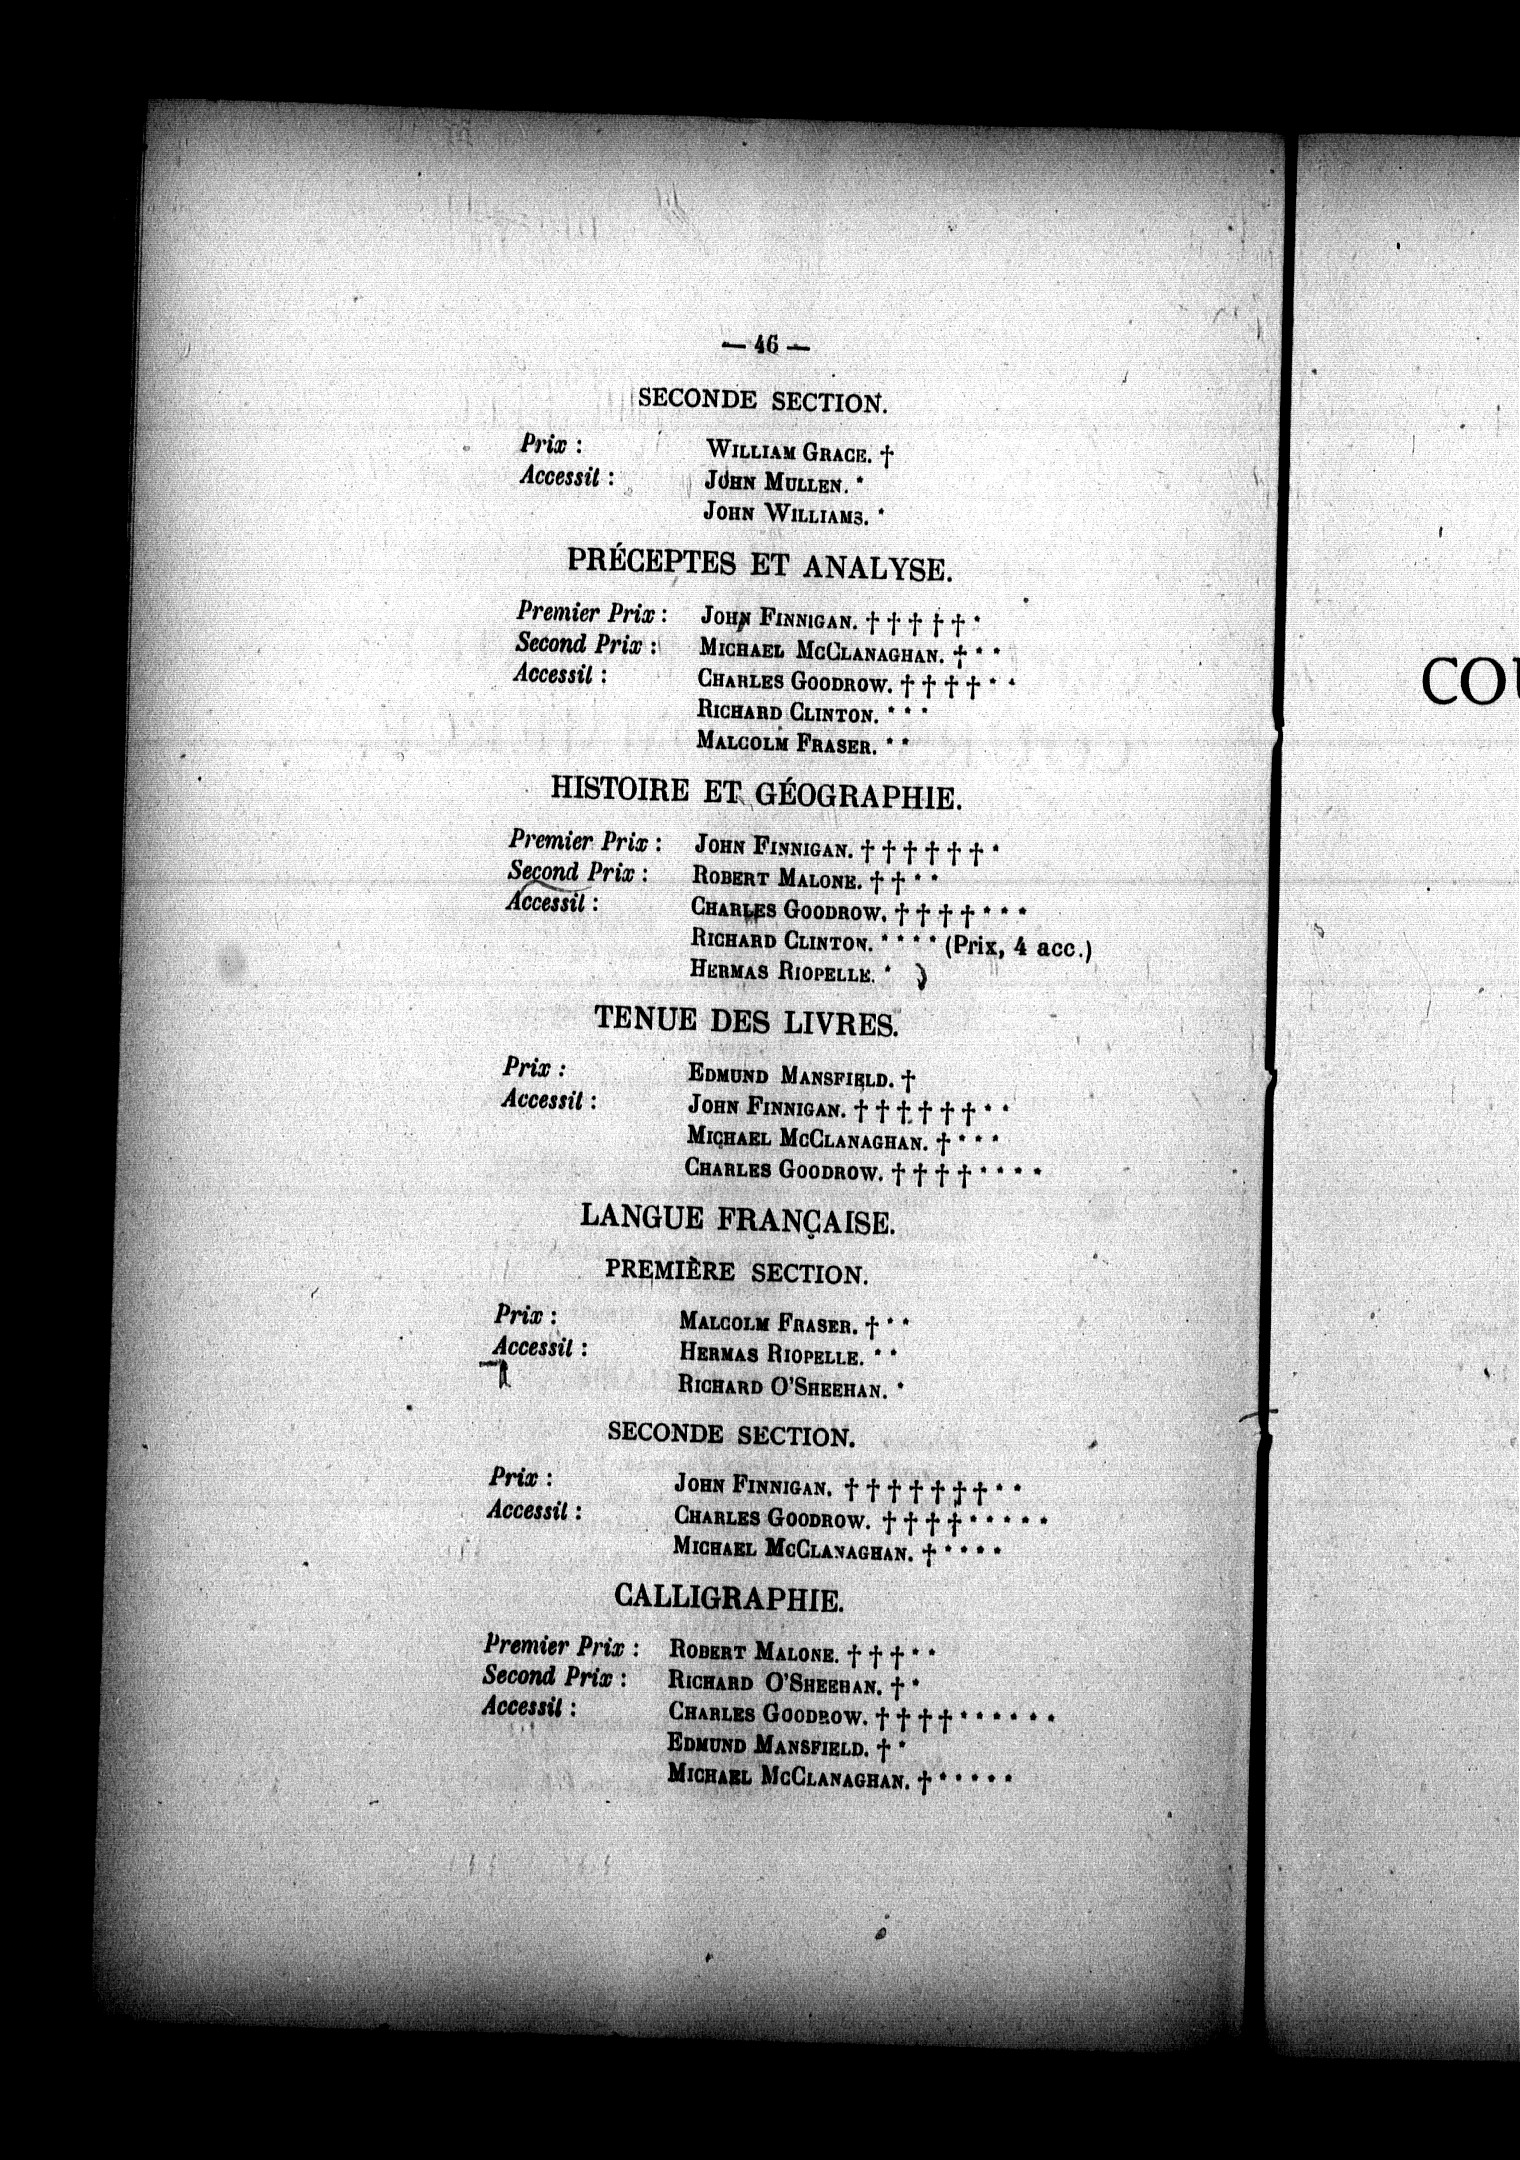 — 46 —
SECONDE SECTION.
Prix : WILLIAM GRACE. †
Accessit : JOHN MULLEN. *
JOHN WILLIAMS. *
PRÉCEPTES ET ANALYSE.
Premier Prix : JOHN FINNIGAN. † † † † † *
Second Prix : MICHAEL MCCLANAGHAN. † * *
Accessit : CHARLES GOODROW. † † † † * *
RICHARD CLINTON. * * *
MALCOLM FRASER. * *
HISTOIRE ET GÉOGRAPHIE.
Premier Prix : JOHN FINNIGAN. † † † † † † *
Second Prix : ROBERT MALONE. † † * *
Accessit : CHARLES GOODROW. † † † † * * *
RICHARD CLINTON. * * * * (Prix, 4 acc.)
HERMAS RIOPELLE. *
TENUE DES LIVRES.
Prix : EDMUND MANSFIELD. †
Accessit : JOHN FINNIGAN. † † † † † † * *
MICHAEL MCCLANAGHAN. † * * *
CHARLES GOODROW. † † † † * * * *
LANGUE FRANÇAISE.
PREMIÈRE SECTION.
Prix : MALCOLM FRASER. † * *
Accessit : HERMAS RIOPELLE. * *
RICHARD O'SHEEHAN. *
SECONDE SECTION.
Prix : JOHN FINNIGAN. † † † † † † † * *
Accessit : CHARLES GOODROW. † † † † * * * * *
MICHAEL MCCLANAGHAN. † * * * *
CALLIGRAPHIE.
Premier Prix : ROBERT MALONE. † † † * *
Second Prix : RICHARD O'SHEEHAN. † *
Accessit : CHARLES GOODROW. † † † † * * * * * *
EDMUND MANSFIELD. † *
MICHAEL MCCLANAGHAN. † * * * * *
COU